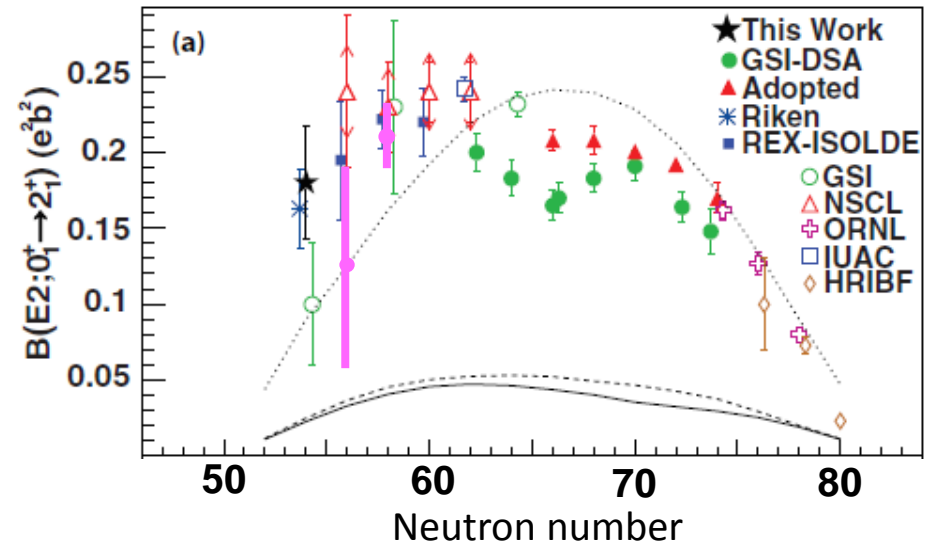 (a)
This Work
GSI-DSA
Adopted
Riken
REX-ISOLDE
GSI
NSCL
ORNL
IUAC
HRIBF
B(E2;0⁺₁→2⁺₁) (e²b²)
0.25
0.2
0.15
0.1
0.05
50 60 70 80
Neutron number